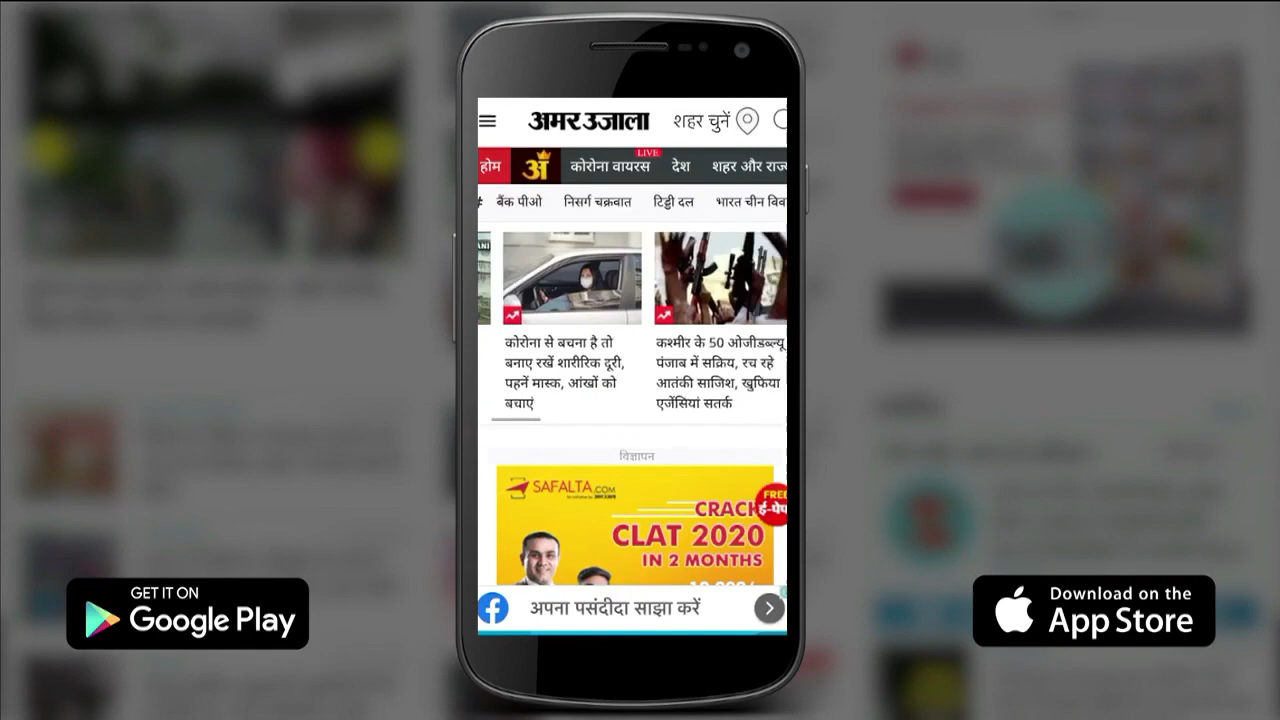 अमर उजाला
शहर चुनें
LIVE
होम
अ
कोरोना वायरस
देश
शहर और राज्
#
बैंक पीओ
निसर्ग चक्रवात
टिड्डी दल
भारत चीन विवा
कोरोना से बचना है तो
बनाए रखें शारीरिक दूरी,
पहनें मास्क, आंखों को
बचाएं
कश्मीर के 50 ओजीडब्ल्यू
पंजाब में सक्रिय, रच रहे
आतंकी साजिश, खुफिया
एजेंसियां सतर्क
विज्ञापन
SAFALTA.COM
CRACK
CLAT 2020
IN 2 MONTHS
FREE
ई-पेप
अपना पसंदीदा साझा करें
GET IT ON
Google Play
Download on the
App Store